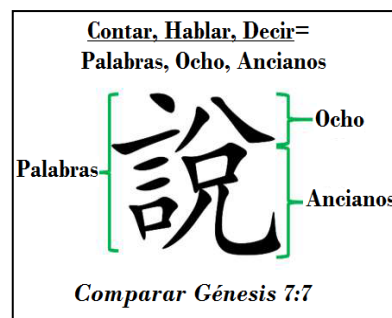 Contar, Hablar, Decir=
Palabras, Ocho, Ancianos
Ocho
Palabras
說
Ancianos
Comparar Génesis 7:7